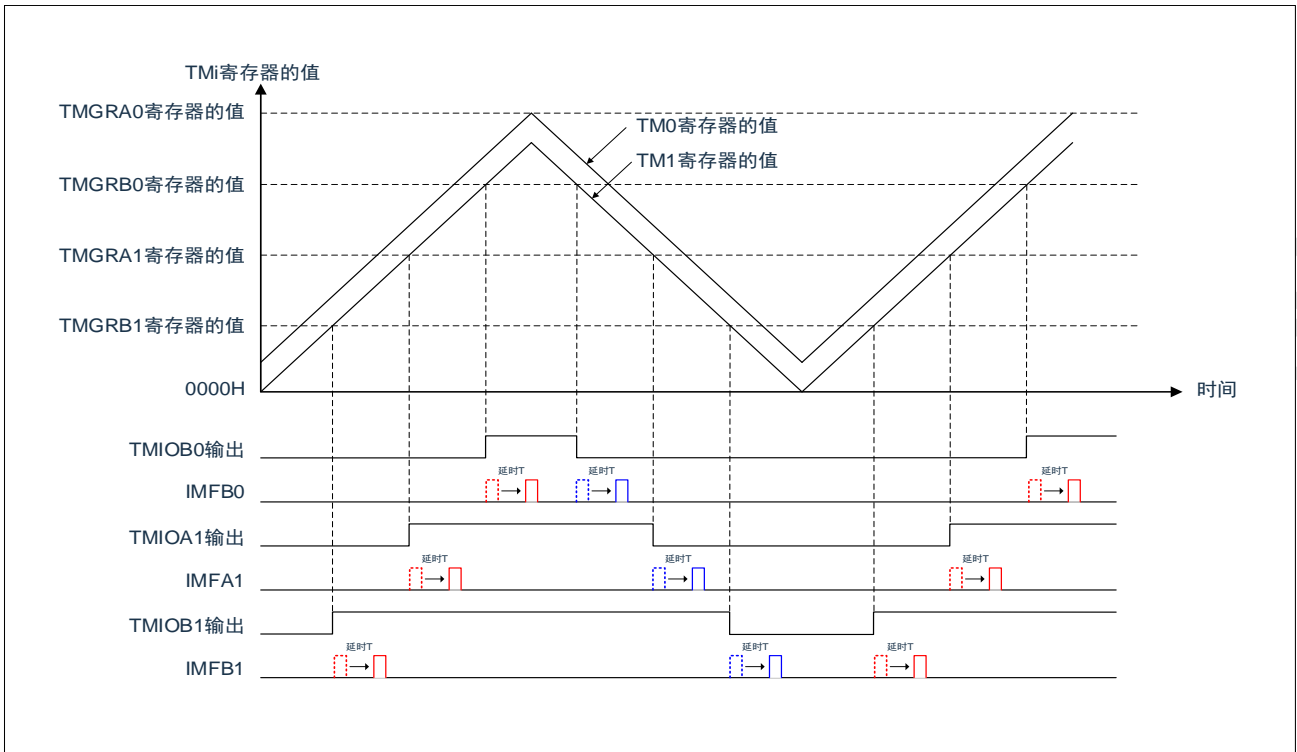 TMi寄存器的值
TMGRA0寄存器的值
TM0寄存器的值
TM1寄存器的值
TMGRB0寄存器的值
TMGRA1寄存器的值
TMGRB1寄存器的值
0000H
时间
TMIOB0输出
延时T
延时T
延时T
IMFB0
TMIOA1输出
延时T
延时T
延时T
IMFA1
TMIOB1输出
延时T
延时T
延时T
IMFB1